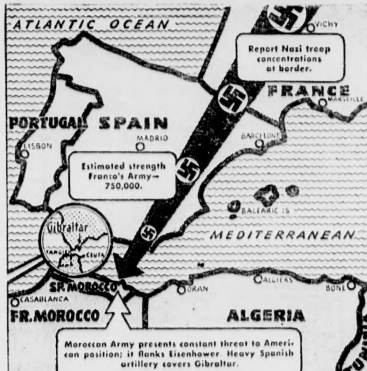 ATLANTIC OCEAN
VICHY
Report Nazi troop
concentrations
at border.
FRANCE
MARSEILLE
PORTUGAL
SPAIN
LISBON
MADRID
BARCELONA
Estimated strength
Franco's Army—
750,000.
BALEARIC IS
Gibraltar
TANGIER
CEUTA
MEDITERRANEAN
SP. MOROCCO
ORAN
ALGIERS
BONE
CASABLANCA
FR. MOROCCO
ALGERIA
TUNIS
Moroccan Army presents constant threat to Ameri-
can position; it flanks Eisenhower. Heavy Spanish
artillery covers Gibraltar.